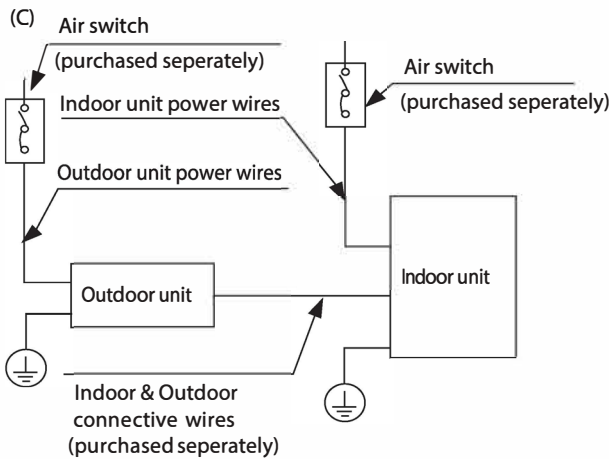 (C)
Air switch
(purchased seperately)
Indoor unit power wires
Air switch
(purchased seperately)
Outdoor unit power wires
Outdoor unit
Indoor unit
Indoor & Outdoor
connective wires
(purchased seperately)